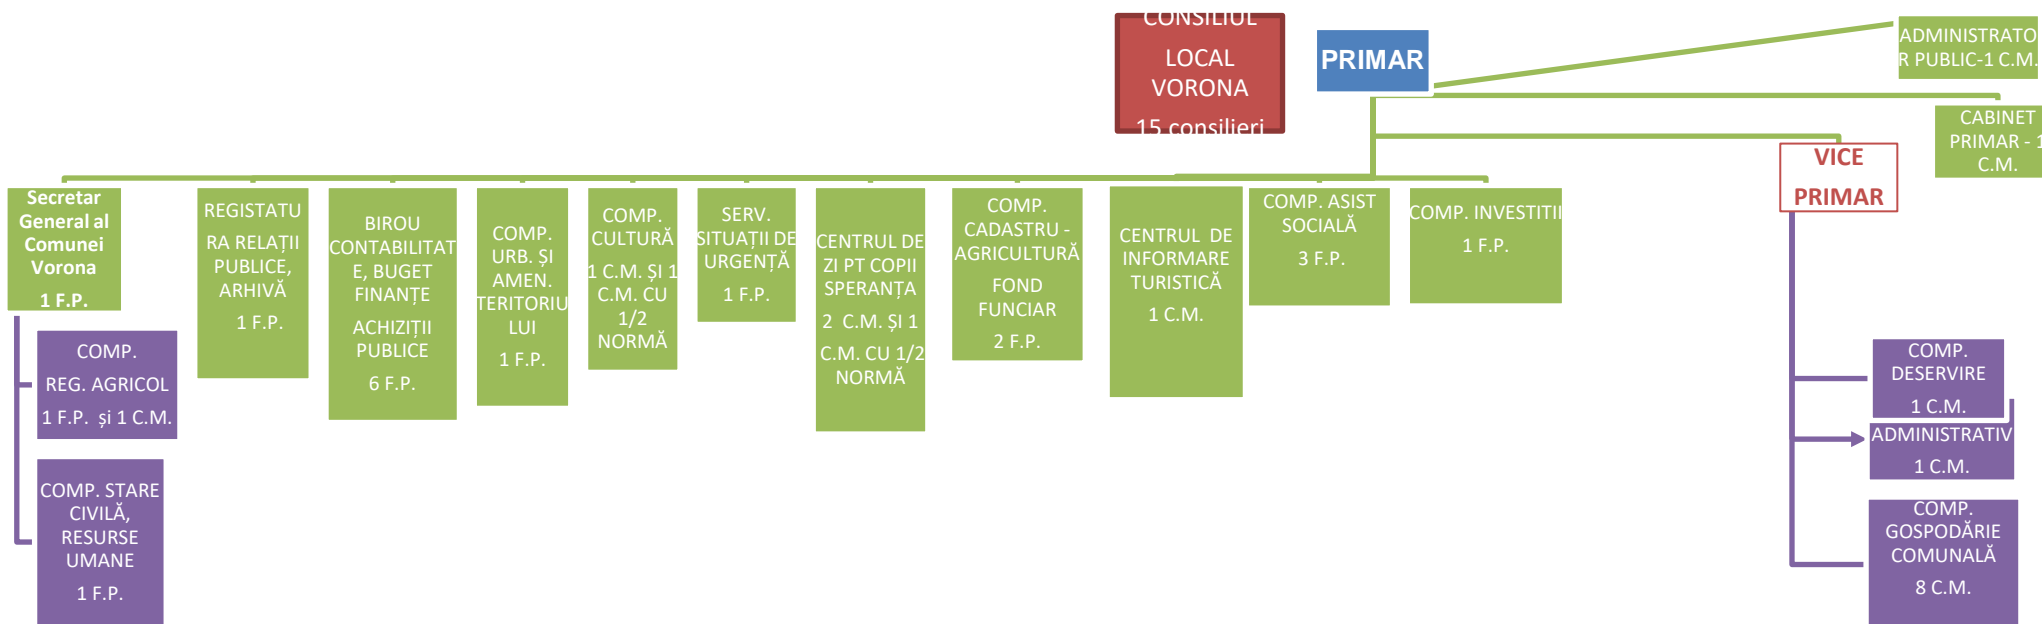 CONSILIUL
LOCAL
VORONA
15 consilieri
PRIMAR
ADMINISTRATO
R PUBLIC-1 C.M.
CABINET
PRIMAR - 1
C.M.
VICE
PRIMAR
Secretar
General al
Comunei
Vorona
1 F.P.
REGISTATU
RA RELAȚII
PUBLICE,
ARHIVĂ
1 F.P.
BIROU
CONTABILITAT
E, BUGET
FINANȚE
ACHIZIȚII
PUBLICE
6 F.P.
COMP.
URB. ȘI
AMEN.
TERITORIU
LUI
1 F.P.
COMP.
CULTURĂ
1 C.M. ȘI 1
C.M. CU
1/2
NORMĂ
SERV.
SITUAȚII DE
URGENȚĂ
1 F.P.
CENTRUL DE
ZI PT COPII
SPERANȚA
2 C.M. ȘI 1
C.M. CU 1/2
NORMĂ
COMP.
CADASTRU -
AGRICULTURĂ
FOND
FUNCIAR
2 F.P.
CENTRUL DE
INFORMARE
TURISTICĂ
1 C.M.
COMP. ASIST
SOCIALĂ
3 F.P.
COMP. INVESTITII
1 F.P.
COMP.
REG. AGRICOL
1 F.P. și 1 C.M.
COMP. STARE
CIVILĂ,
RESURSE
UMANE
1 F.P.
COMP.
DESERVIRE
1 C.M.
ADMINISTRATIV
1 C.M.
COMP.
GOSPODĂRIE
COMUNALĂ
8 C.M.